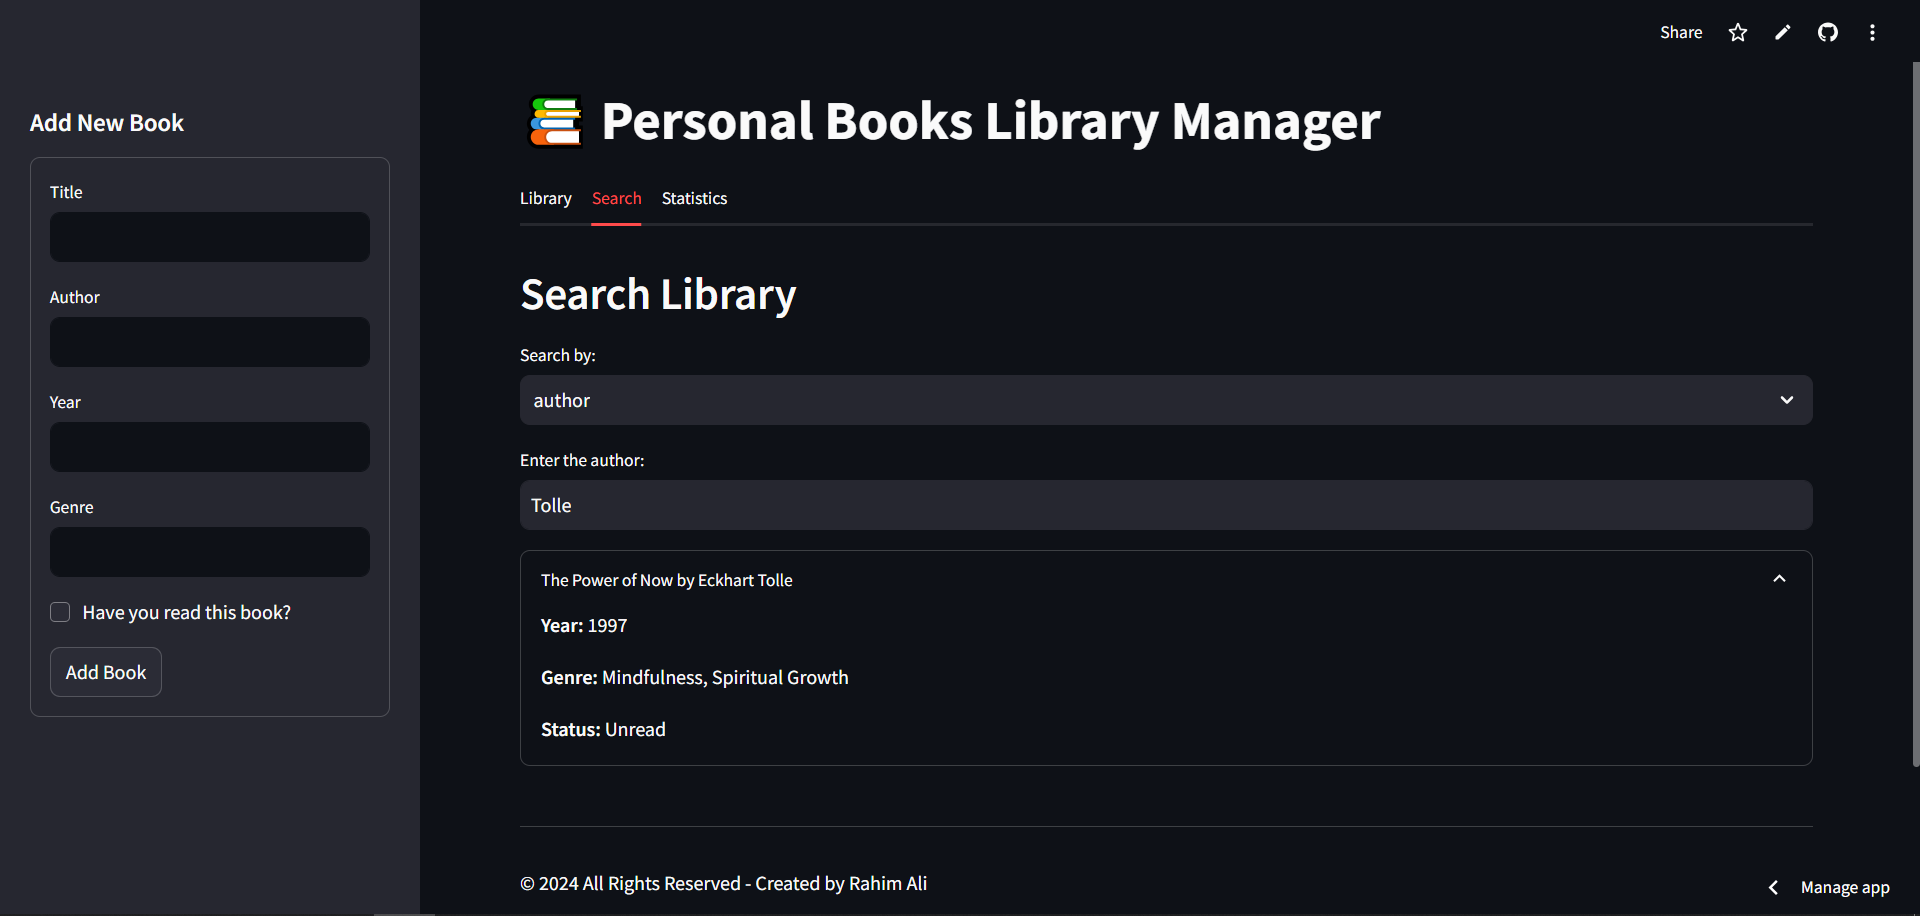 Share
Add New Book
Title
Author
Year
Genre
Have you read this book?
Add Book
Personal Books Library Manager
Library Search Statistics
Search Library
Search by:
author
Enter the author:
Tolle
The Power of Now by Eckhart Tolle
Year: 1997
Genre: Mindfulness, Spiritual Growth
Status: Unread
© 2024 All Rights Reserved - Created by Rahim Ali
Manage app